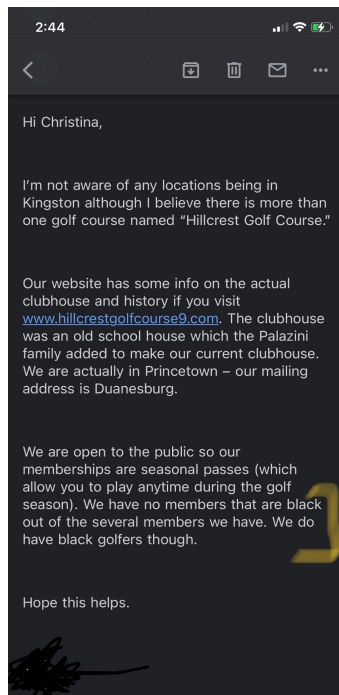 2:44
Hi Christina,
I’m not aware of any locations being in
Kingston although I believe there is more than
one golf course named “Hillcrest Golf Course.”
Our website has some info on the actual
clubhouse and history if you visit
www.hillcrestgolfcourse9.com. The clubhouse
was an old school house which the Palazini
family added to make our current clubhouse.
We are actually in Princetown – our mailing
address is Duanesburg.
We are open to the public so our
memberships are seasonal passes (which
allow you to play anytime during the golf
season). We have no members that are black
out of the several members we have. We do
have black golfers though.
Hope this helps.